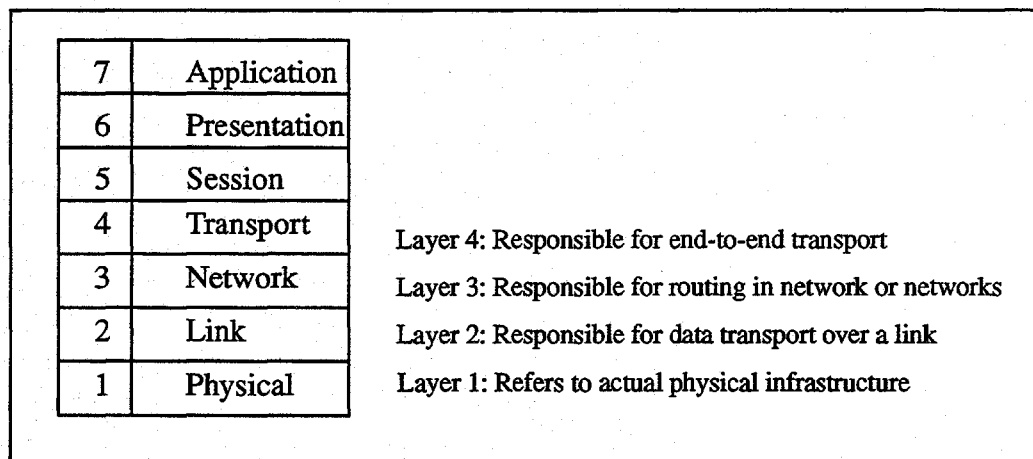 7 Application
6 Presentation
5 Session
4 Transport
3 Network
2 Link
1 Physical
Layer 4: Responsible for end-to-end transport
Layer 3: Responsible for routing in network or networks
Layer 2: Responsible for data transport over a link
Layer 1: Refers to actual physical infrastructure